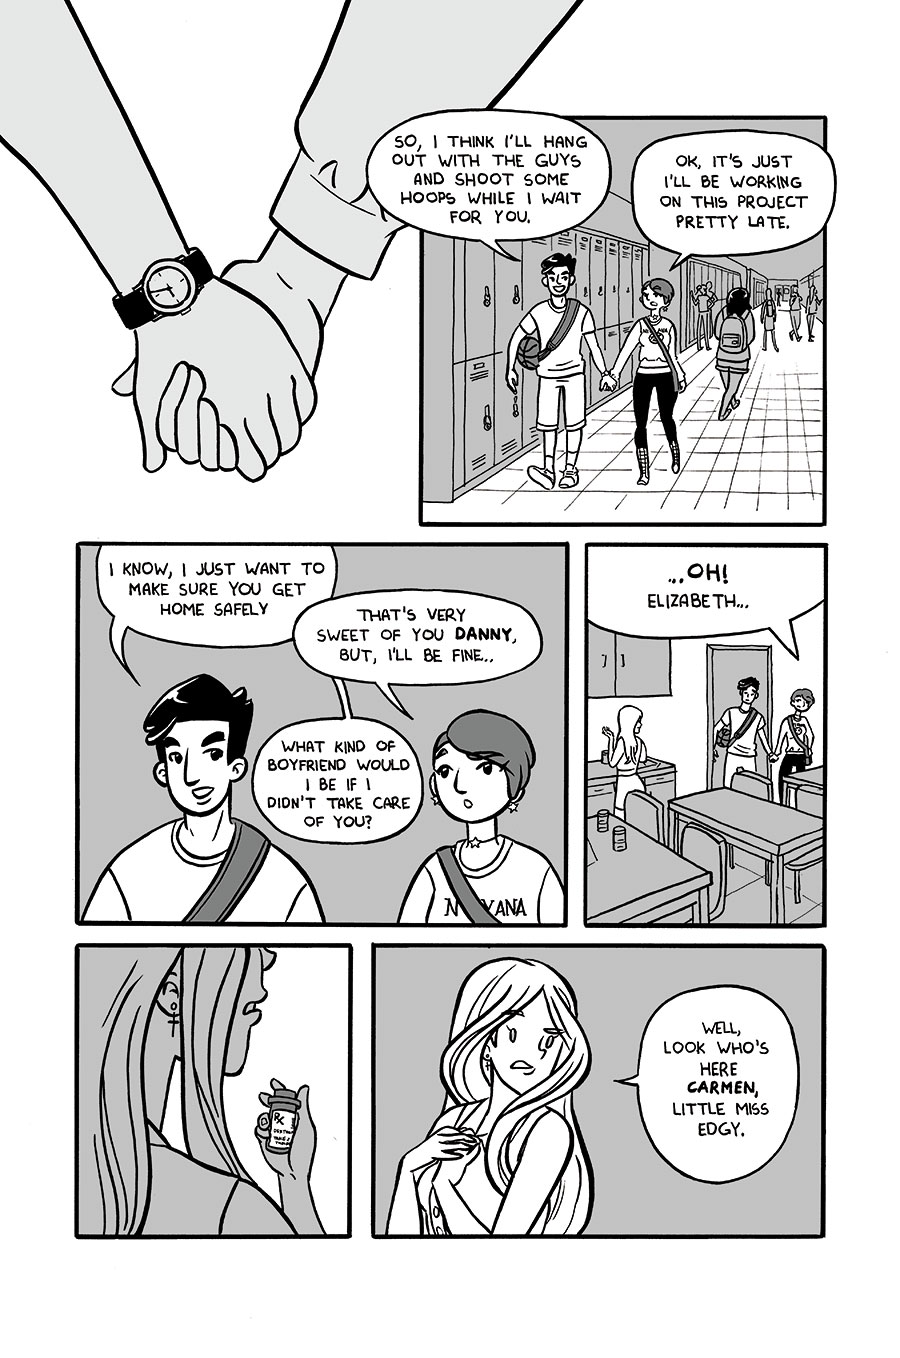 SO, I THINK I'LL HANG
OUT WITH THE GUYS
AND SHOOT SOME
HOOPS WHILE I WAIT
FOR YOU.
OK, IT'S JUST
I'LL BE WORKING
ON THIS PROJECT
PRETTY LATE.
I KNOW, I JUST WANT TO
MAKE SURE YOU GET
HOME SAFELY
THAT'S VERY
SWEET OF YOU DANNY,
BUT, I'LL BE FINE..
WHAT KIND OF
BOYFRIEND WOULD
I BE IF I
DIDN'T TAKE CARE
OF YOU?
N VANA
...OH!
ELIZABETH...
RX
WELL,
LOOK WHO'S
HERE
CARMEN,
LITTLE MISS
EDGY.